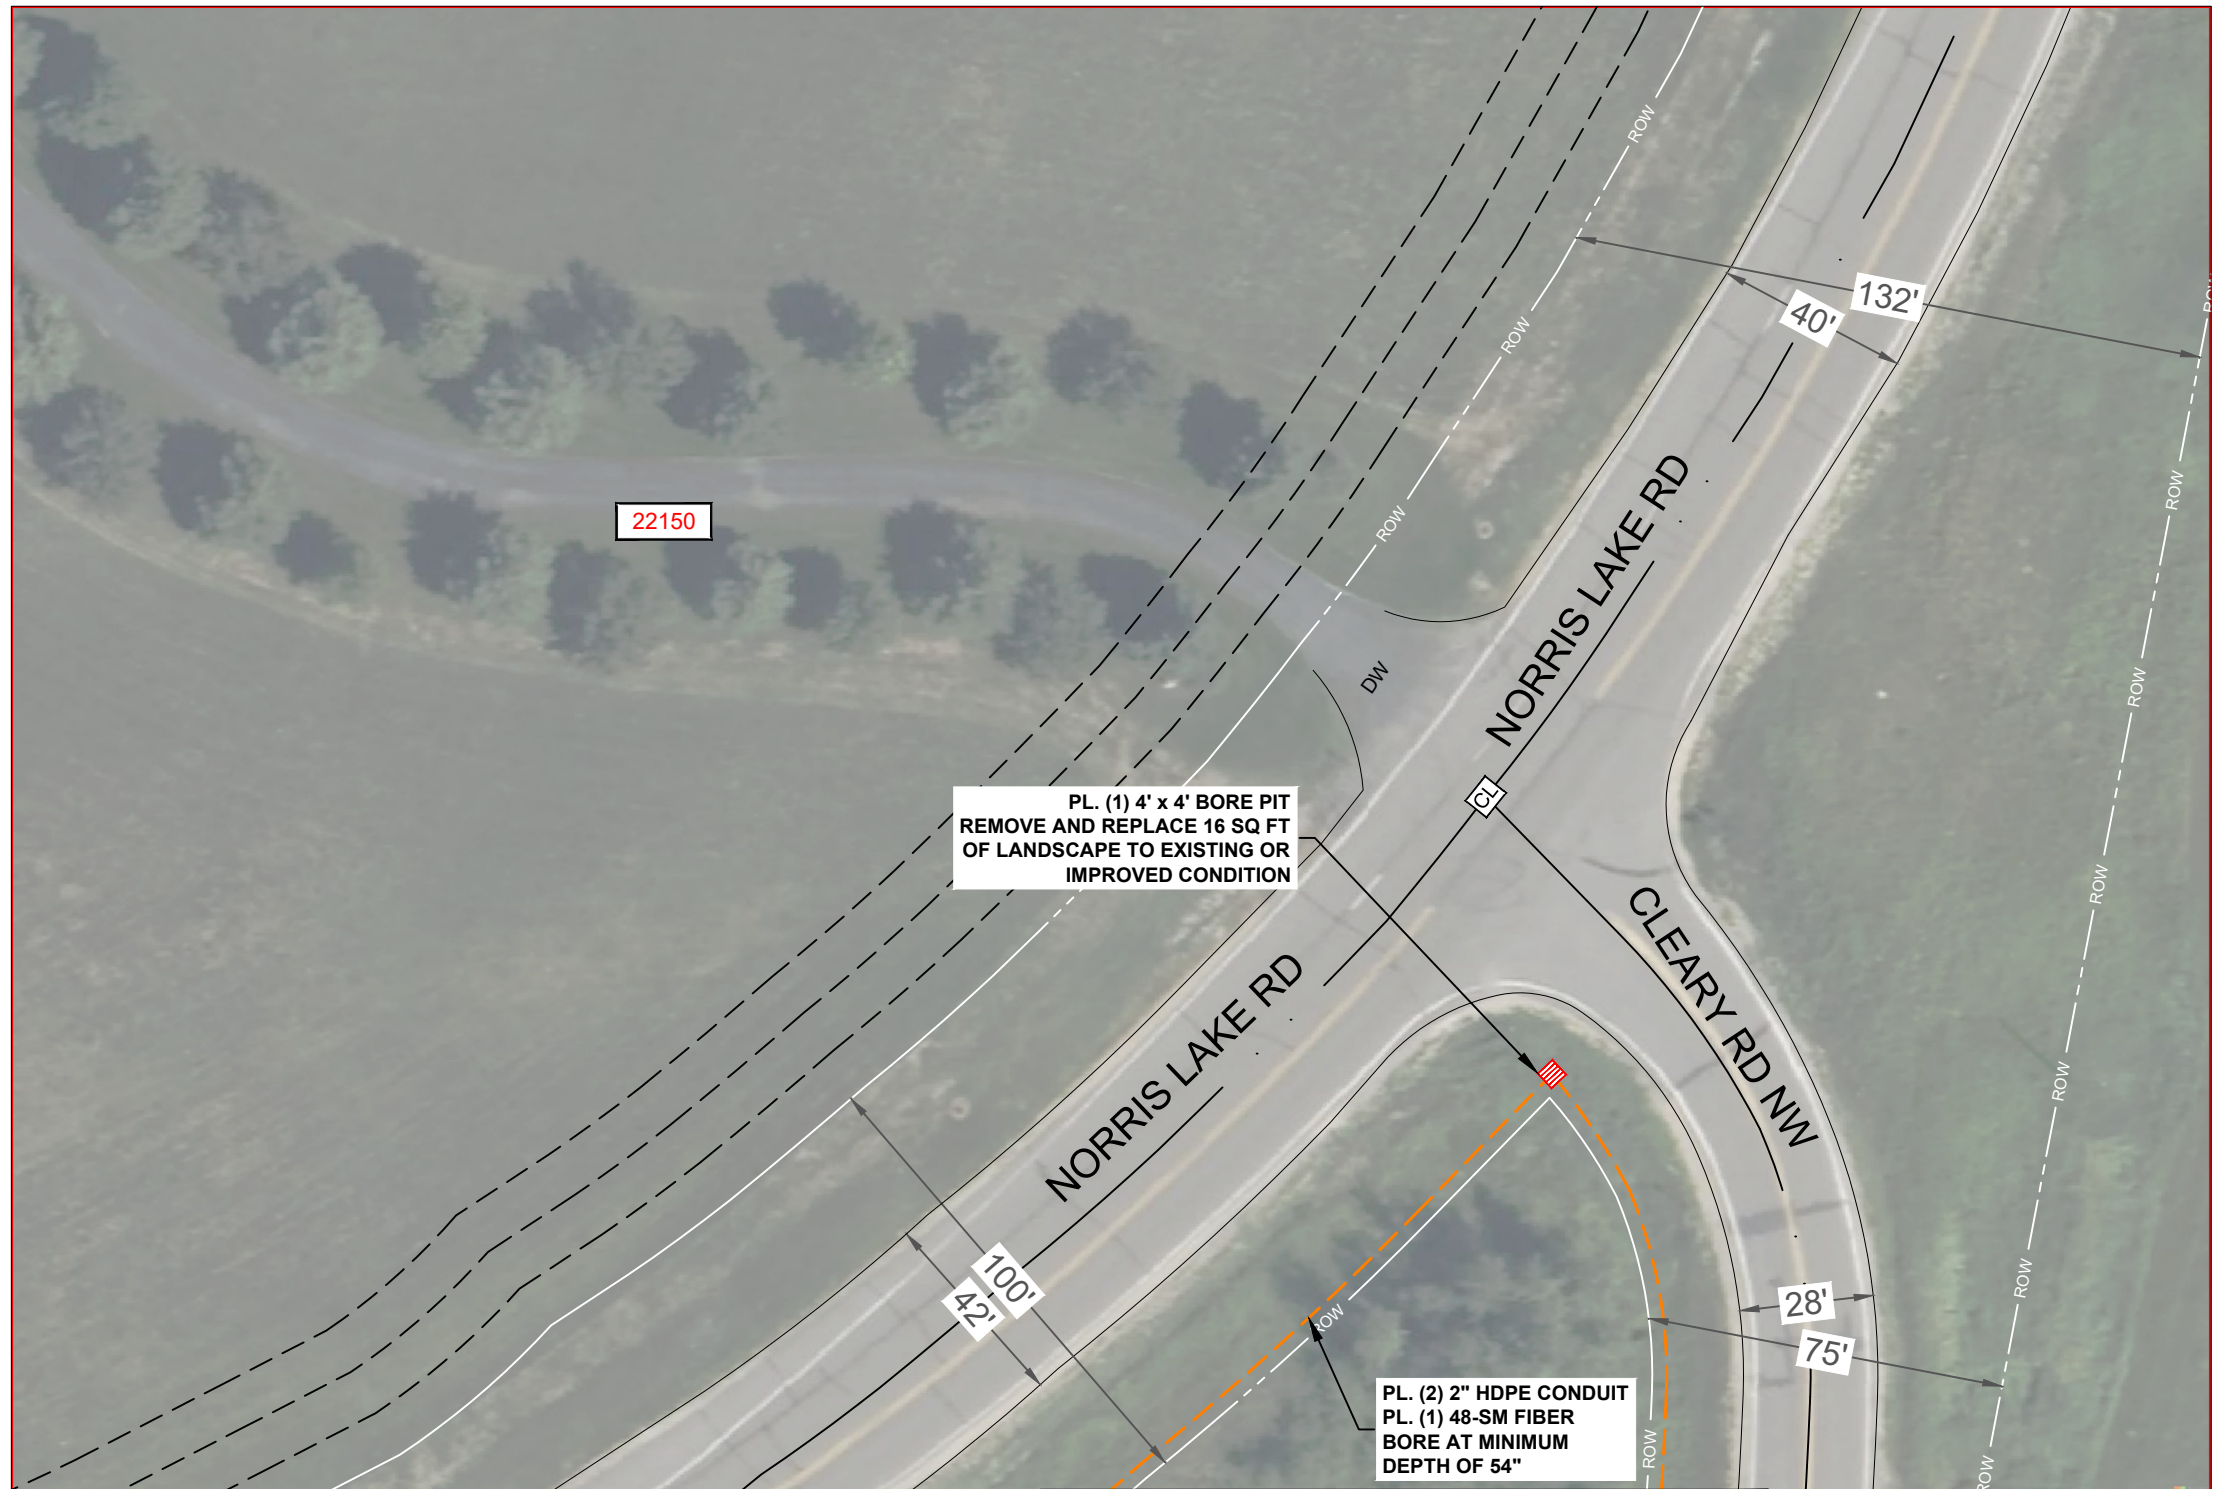 ROW
132'
40'
ROW
ROW
ROW
ROW
22150
NORRIS LAKE RD
DW
ROW
CL
PL. (1) 4' x 4' BORE PIT
REMOVE AND REPLACE 16 SQ FT
OF LANDSCAPE TO EXISTING OR
IMPROVED CONDITION
ROW
CLEARY RD NW
NORRIS LAKE RD
ROW
100'
42'
ROW
28'
ROW
75'
PL. (2) 2" HDPE CONDUIT
PL. (1) 48-SM FIBER
BORE AT MINIMUM
DEPTH OF 54"
ROW
ROW